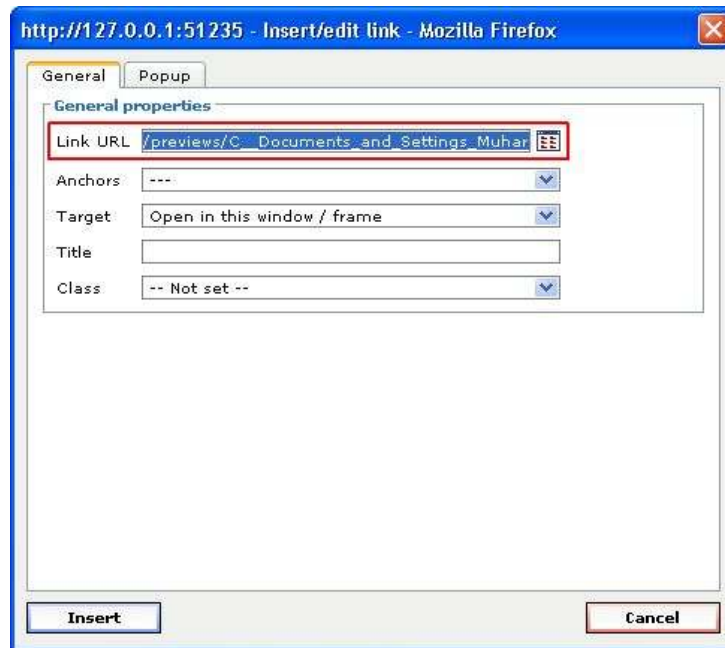 http://127.0.0.1:51235 - Insert/edit link - Mozilla Firefox
General Popup
General properties
Link URL /previews/C__Documents_and_Settings_Muhar
Anchors ---
Target Open in this window / frame
Title
Class -- Not set --
Insert Cancel